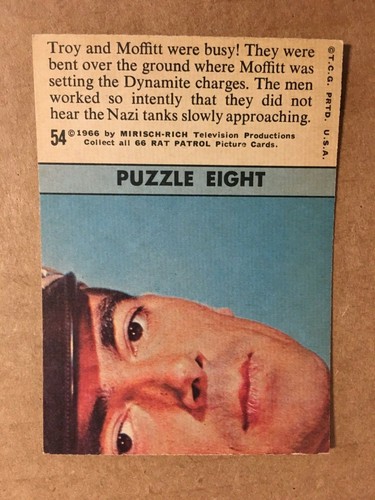 Troy and Moffitt were busy! They were
bent over the ground where Moffitt was
setting the Dynamite charges. The men
worked so intently that they did not
hear the Nazi tanks slowly approaching.
54 ©1966 by MIRISCH-RICH Television Productions
Collect all 66 RAT PATROL Picture Cards.
©T.C.G. PRTD. U.S.A.
PUZZLE EIGHT